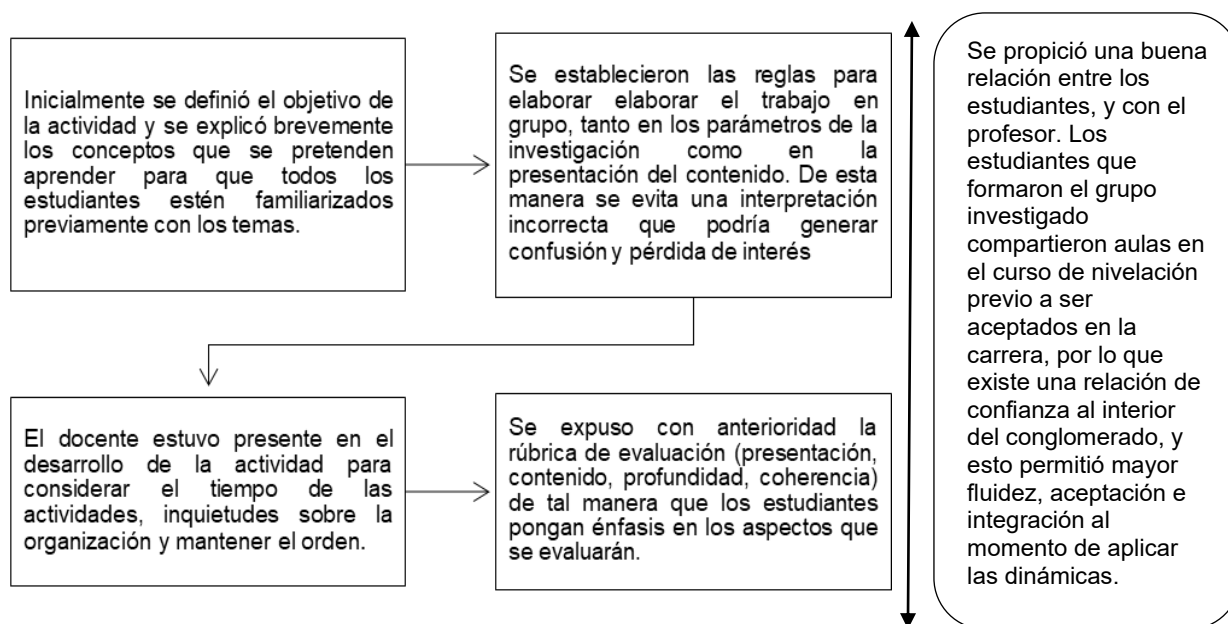 Inicialmente se definió el objetivo de
la actividad y se explicó brevemente
los conceptos que se pretenden
aprender para que todos los
estudiantes estén familiarizados
previamente con los temas.
Se establecieron las reglas para
elaborar elaborar el trabajo en
grupo, tanto en los parámetros de la
investigación como en la
presentación del contenido. De esta
manera se evita una interpretación
incorrecta que podría generar
confusión y pérdida de interés
El docente estuvo presente en el
desarrollo de la actividad para
considerar el tiempo de las
actividades, inquietudes sobre la
organización y mantener el orden.
Se expuso con anterioridad la
rúbrica de evaluación (presentación,
contenido, profundidad, coherencia)
de tal manera que los estudiantes
pongan énfasis en los aspectos que
se evaluarán.
Se propició una buena
relación entre los
estudiantes, y con el
profesor. Los
estudiantes que
formaron el grupo
investigado
compartieron aulas en
el curso de nivelación
previo a ser
aceptados en la
carrera, por lo que
existe una relación de
confianza al interior
del conglomerado, y
esto permitió mayor
fluidez, aceptación e
integración al
momento de aplicar
las dinámicas.